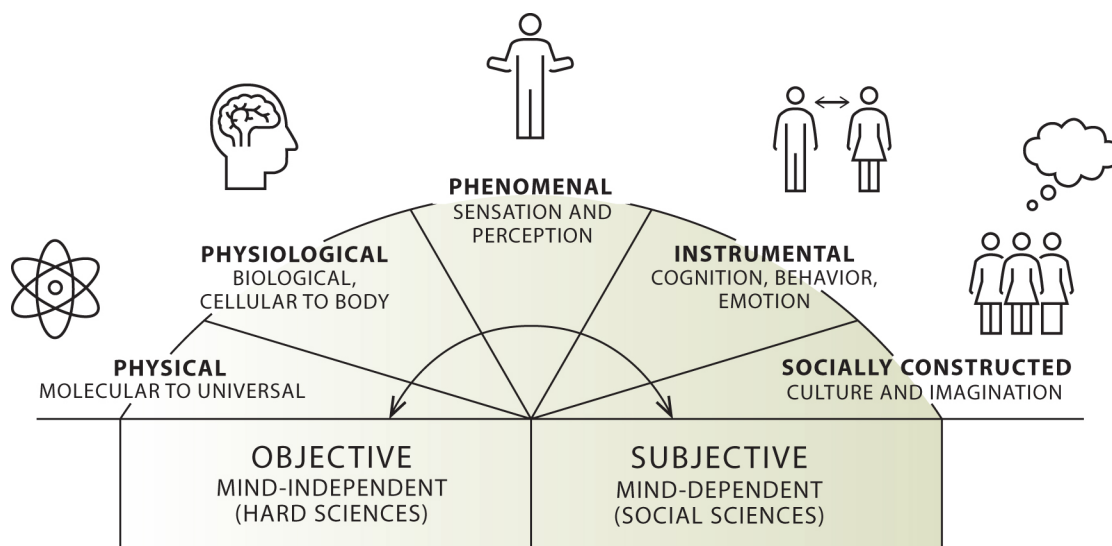 PHENOMENAL
SENSATION AND
PERCEPTION
PHYSIOLOGICAL
BIOLOGICAL,
CELLULAR TO BODY
INSTRUMENTAL
COGNITION, BEHAVIOR,
EMOTION
PHYSICAL
MOLECULAR TO UNIVERSAL
SOCIALLY CONSTRUCTED
CULTURE AND IMAGINATION
OBJECTIVE
MIND-INDEPENDENT
(HARD SCIENCES)
SUBJECTIVE
MIND-DEPENDENT
(SOCIAL SCIENCES)